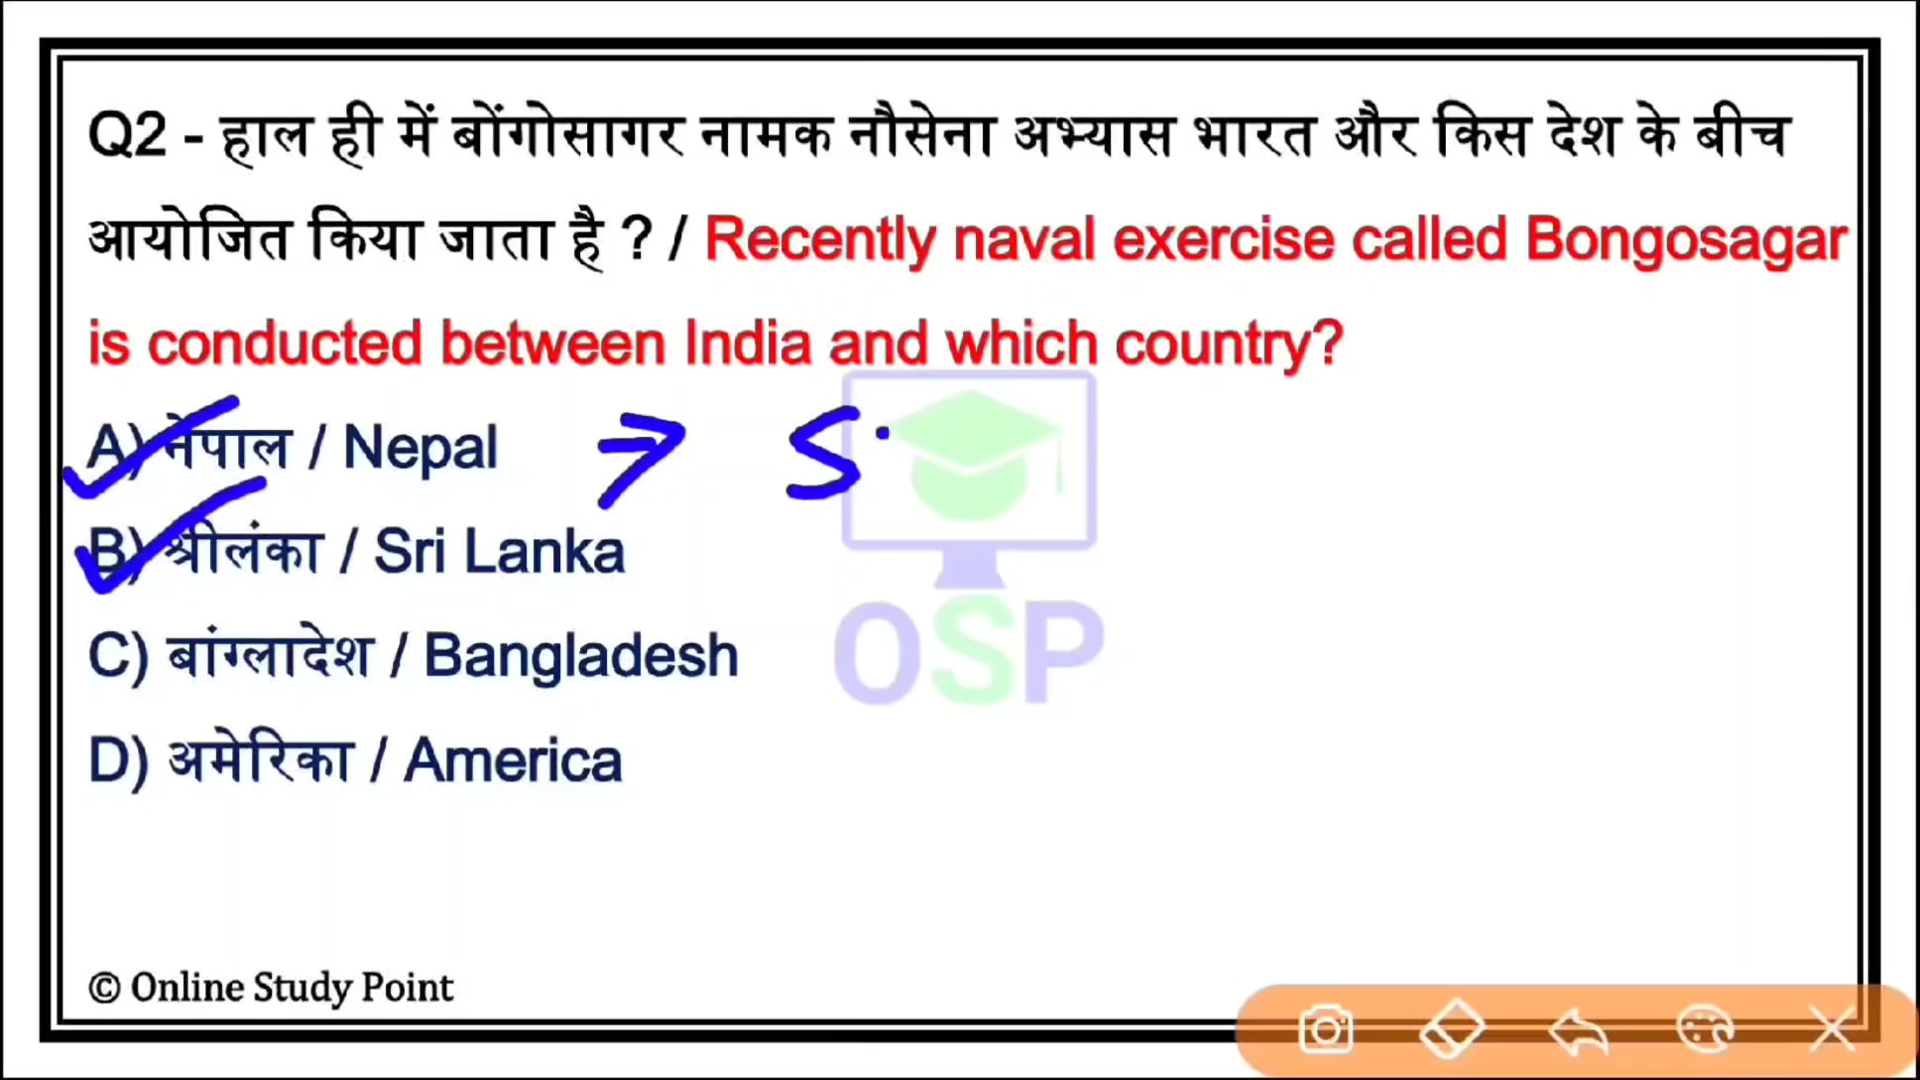 Q2 - हाल ही में बोंगोसागर नामक नौसेना अभ्यास भारत और किस देश के बीच
आयोजित किया जाता है ? / Recently naval exercise called Bongosagar
is conducted between India and which country?
A) नेपाल / Nepal
S
B) श्रीलंका / Sri Lanka
C) बांग्लादेश / Bangladesh
OSP
D) अमेरिका / America
© Online Study Point